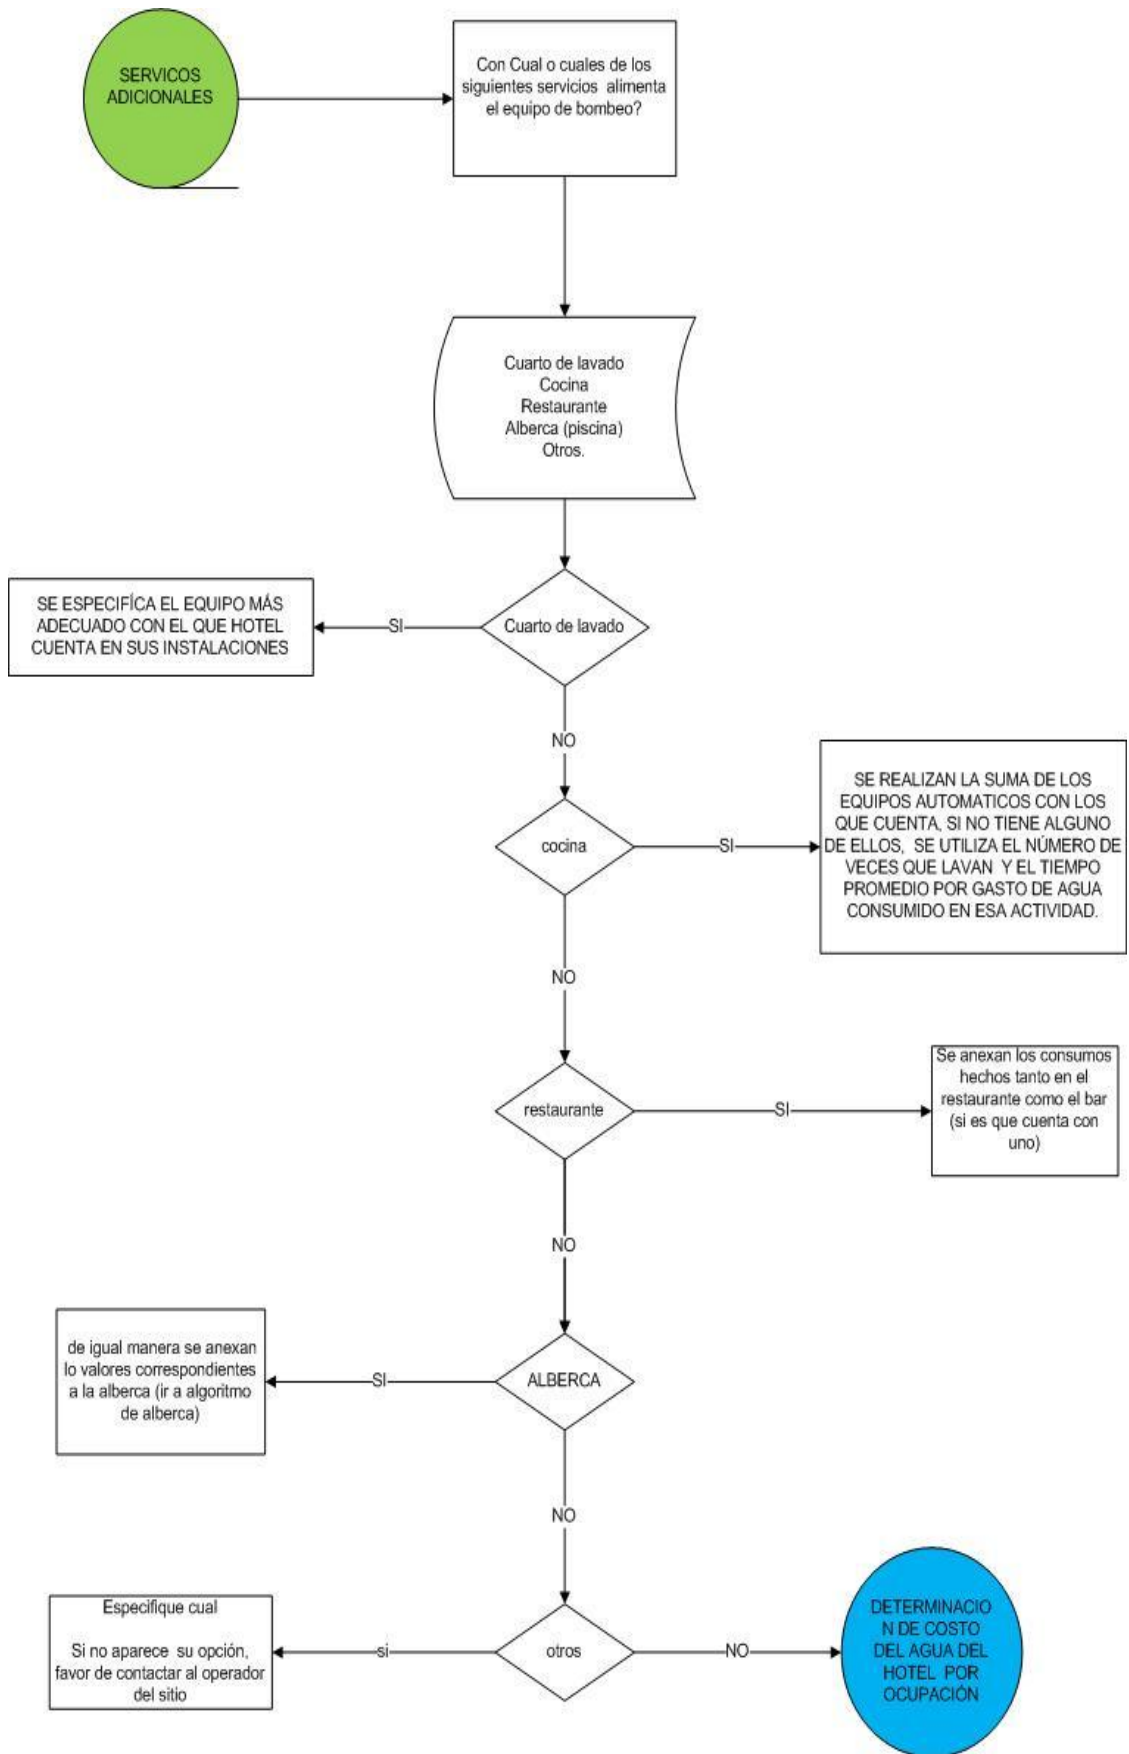 SERVICOS
ADICIONALES
Con Cual o cuales de los
siguientes servicios alimenta
el equipo de bombeo?
Cuarto de lavado
Cocina
Restaurante
Alberca (piscina)
Otros.
SE ESPECIFÍCA EL EQUIPO MÁS
ADECUADO CON EL QUE HOTEL
CUENTA EN SUS INSTALACIONES
SI
Cuarto de lavado
NO
cocina
SI
SE REALIZAN LA SUMA DE LOS
EQUIPOS AUTOMATICOS CON LOS
QUE CUENTA, SI NO TIENE ALGUNO
DE ELLOS, SE UTILIZA EL NÚMERO DE
VECES QUE LAVAN Y EL TIEMPO
PROMEDIO POR GASTO DE AGUA
CONSUMIDO EN ESA ACTIVIDAD.
NO
restaurante
SI
Se anexan los consumos
hechos tanto en el
restaurante como el bar
(si es que cuenta con
uno)
NO
de igual manera se anexan
lo valores correspondientes
a la alberca (ir a algoritmo
de alberca)
SI
ALBERCA
NO
Especifique cual
Si no aparece su opción,
favor de contactar al operador
del sitio
si
otros
NO
DETERMINACIO
N DE COSTO
DEL AGUA DEL
HOTEL POR
OCUPACIÓN